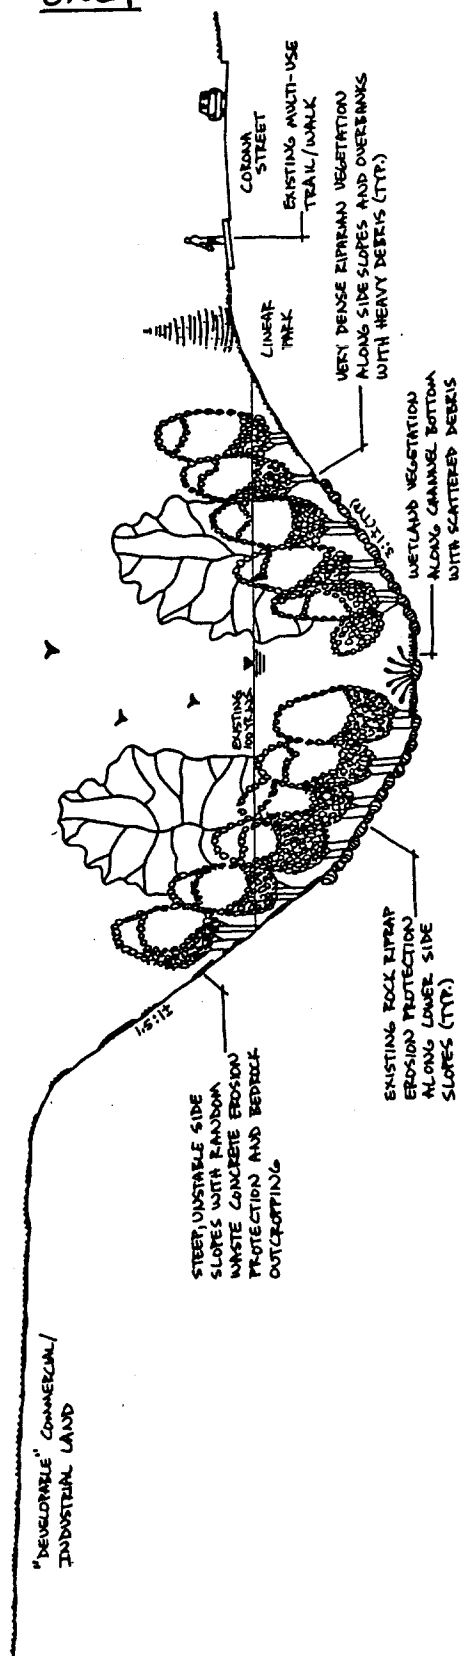 "DEVELOPABLE" COMMERCIAL/
INDUSTRIAL LAND
STEEP, UNSTABLE SIDE
SLOPES WITH RANDOM
WASTE CONCRETE EROSION
PROTECTION AND BEDROCK
OUTCROPPING
1.5:1±
EXISTING ROCK RIPRAP
EROSION PROTECTION
ALONG LOWER SIDE
SLOPES (TYP.)
EXISTING
WETLAND VEGETATION
ALONG CHANNEL BOTTOM
WITH SCATTERED DEBRIS
3:1± (TYP.)
VERY DENSE RIPARIAN VEGETATION
ALONG SIDE SLOPES AND OVERBANKS
WITH HEAVY DEBRIS (TYP.)
LINEAR
PARK
EXISTING MULTI-USE
TRAIL/WALK
CORONA
STREET